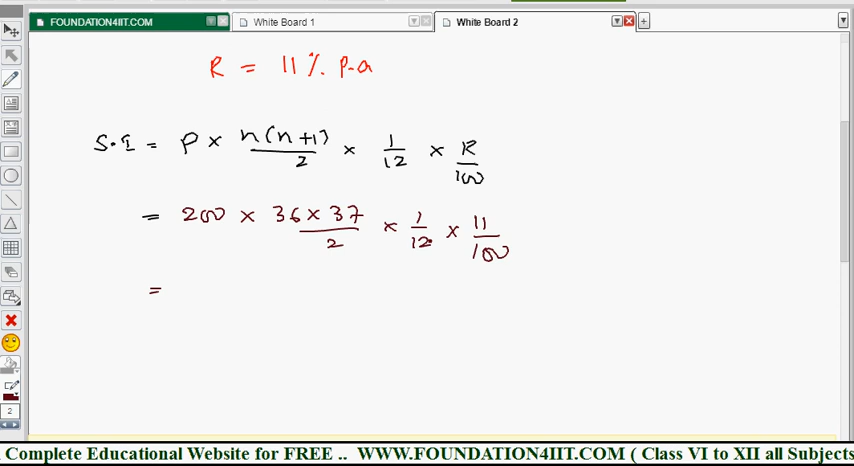 FOUNDATION4IIT.COM White Board 1 White Board 2
R = 11% P.a
S.I = P × n(n+1)/2 × 1/12 × R/100
= 200 × 36 × 37/2 × 1/12 × 11/100
=
2
Complete Educational Website for FREE .. WWW.FOUNDATION4IIT.COM ( Class VI to XII all Subjects